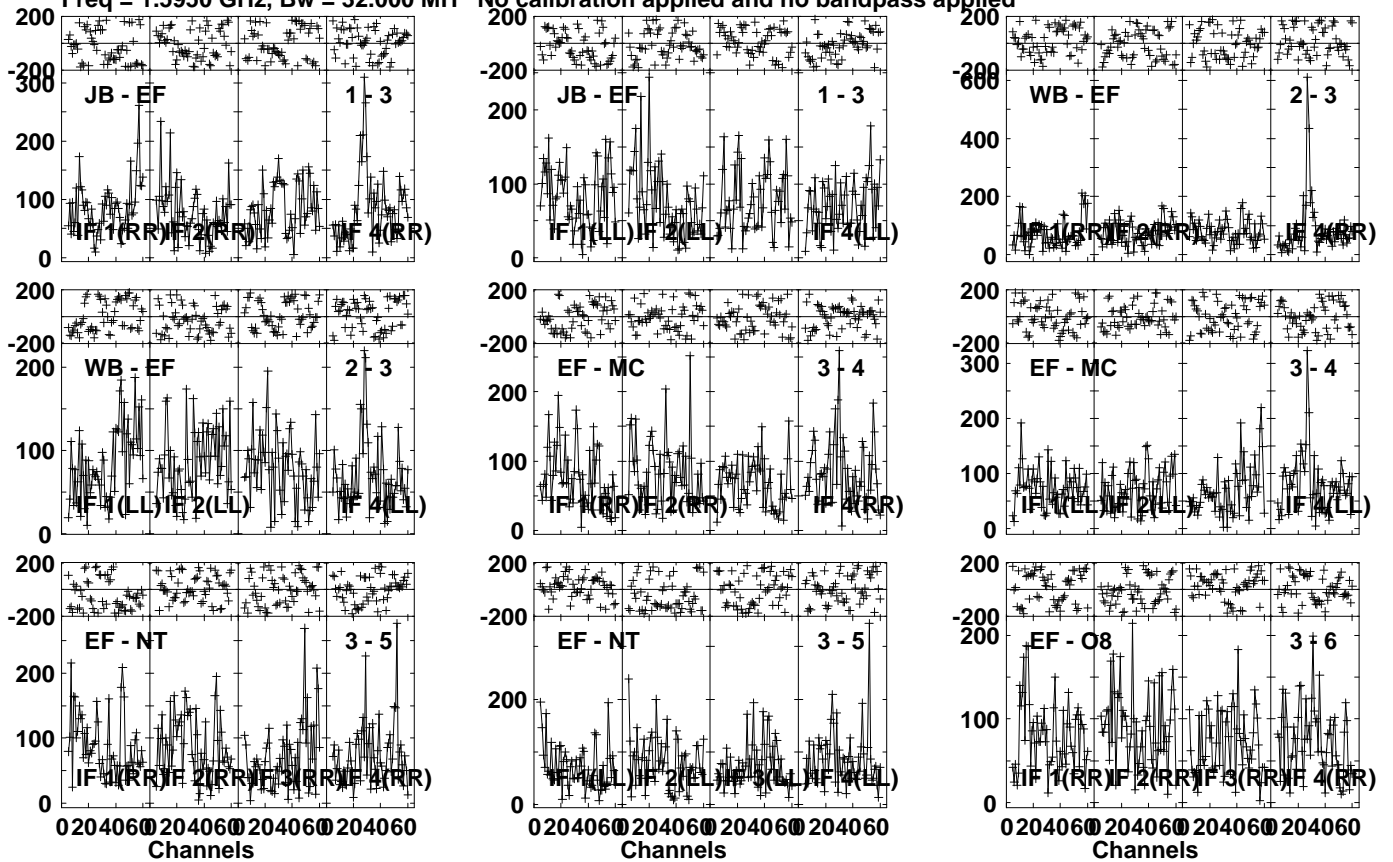 Freq = 1.5950 GHz, Bw = 32.000 MH No calibration applied and no bandpass applied
200
-200
300
200
100
0
JB - EF 1 - 3
IF 1(RR) IF 2(RR) IF 4(RR)
200
-200
200
100
0
JB - EF 1 - 3
IF 1(LL) IF 2(LL) IF 4(LL)
200
-200
600
400
200
0
WB - EF 2 - 3
IF 1(RR) IF 2(RR) IF 4(RR)
200
-200
200
100
0
WB - EF 2 - 3
IF 1(LL) IF 2(LL) IF 4(LL)
200
-200
200
100
0
EF - MC 3 - 4
IF 1(RR) IF 2(RR) IF 4(RR)
200
-200
300
200
100
0
EF - MC 3 - 4
IF 1(LL) IF 2(LL) IF 4(LL)
200
-200
200
100
0
EF - NT 3 - 5
IF 1(RR) IF 2(RR) IF 3(RR) IF 4(RR)
0 20 40 60 0 20 40 60 0 20 40 60 0 20 40 60
Channels
200
-200
200
0
EF - NT 3 - 5
IF 1(LL) IF 2(LL) IF 3(LL) IF 4(LL)
0 20 40 60 0 20 40 60 0 20 40 60 0 20 40 60
Channels
200
-200
200
100
0
EF - O8 3 - 6
IF 1(RR) IF 2(RR) IF 3(RR) IF 4(RR)
0 20 40 60 0 20 40 60 0 20 40 60 0 20 40 60
Channels